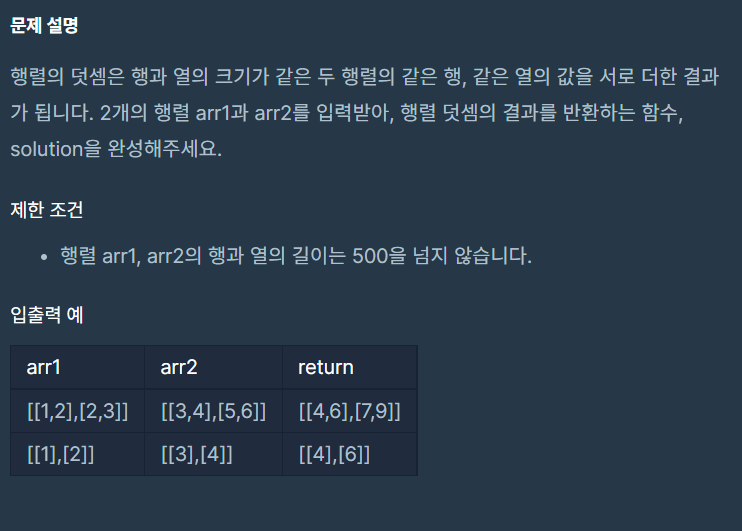 문제 설명
행렬의 덧셈은 행과 열의 크기가 같은 두 행렬의 같은 행, 같은 열의 값을 서로 더한 결과
가 됩니다. 2개의 행렬 arr1과 arr2를 입력받아, 행렬 덧셈의 결과를 반환하는 함수,
solution을 완성해주세요.
제한 조건
• 행렬 arr1, arr2의 행과 열의 길이는 500을 넘지 않습니다.
입출력 예
arr1 arr2 return
[[1,2],[2,3]] [[3,4],[5,6]] [[4,6],[7,9]]
[[1],[2]] [[3],[4]] [[4],[6]]